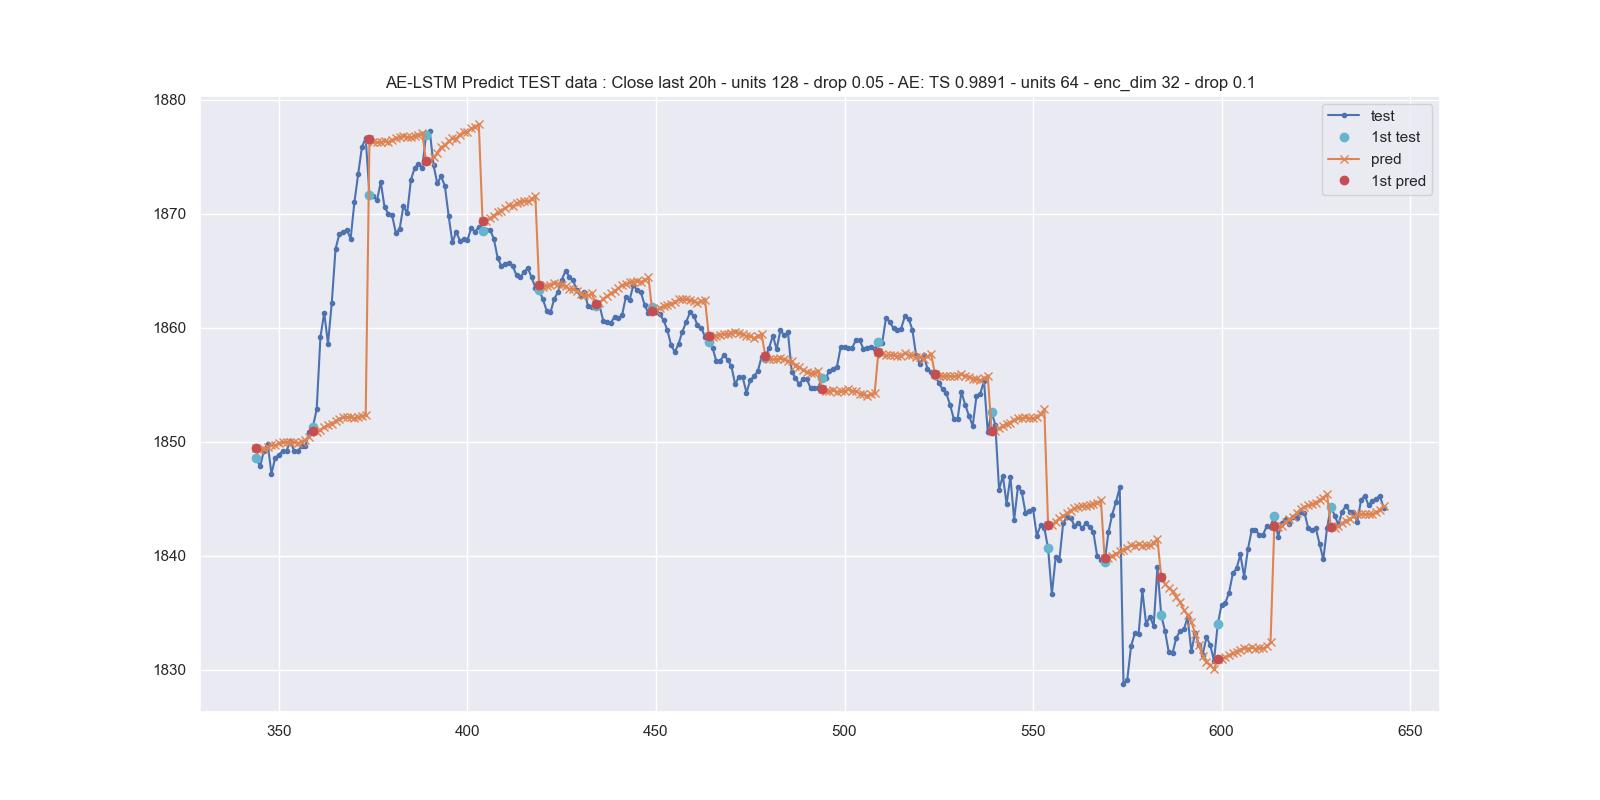 AE-LSTM Predict TEST data : Close last 20h - units 128 - drop 0.05 - AE: TS 0.9891 - units 64 - enc_dim 32 - drop 0.1
1880
1870
1860
1850
1840
1830
test
1st test
pred
1st pred
350
400
450
500
550
600
650